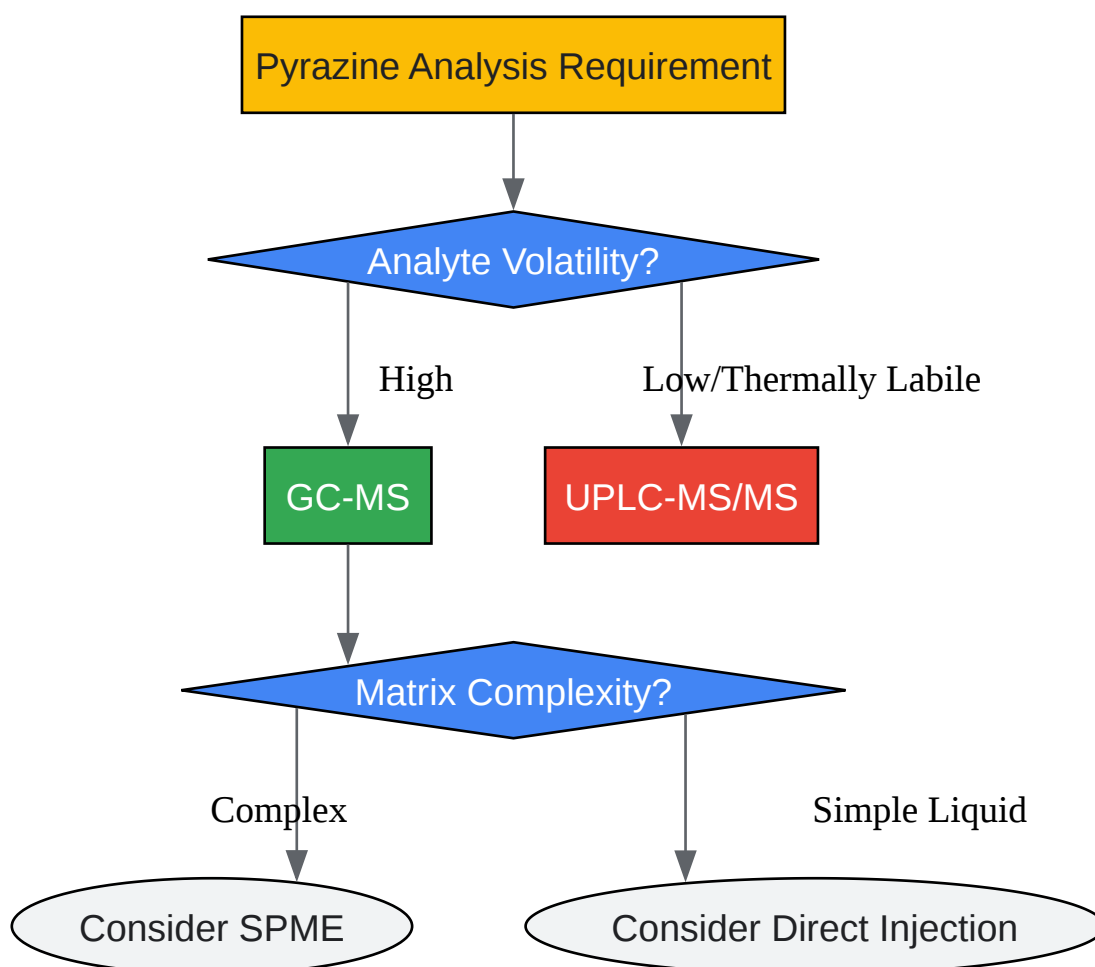 Pyrazine Analysis Requirement
Analyte Volatility?
High
Low/Thermally Labile
GC-MS
UPLC-MS/MS
Matrix Complexity?
Complex
Simple Liquid
Consider SPME
Consider Direct Injection